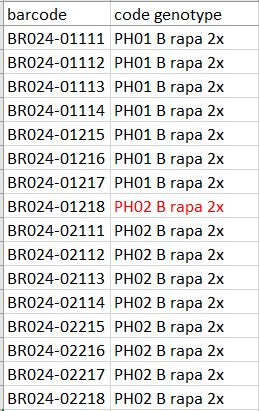 barcode code genotype
BR024-01111 PH01 B rapa 2x
BR024-01112 PH01 B rapa 2x
BR024-01113 PH01 B rapa 2x
BR024-01114 PH01 B rapa 2x
BR024-01215 PH01 B rapa 2x
BR024-01216 PH01 B rapa 2x
BR024-01217 PH01 B rapa 2x
BR024-01218 PH02 B rapa 2x
BR024-02111 PH02 B rapa 2x
BR024-02112 PH02 B rapa 2x
BR024-02113 PH02 B rapa 2x
BR024-02114 PH02 B rapa 2x
BR024-02215 PH02 B rapa 2x
BR024-02216 PH02 B rapa 2x
BR024-02217 PH02 B rapa 2x
BR024-02218 PH02 B rapa 2x